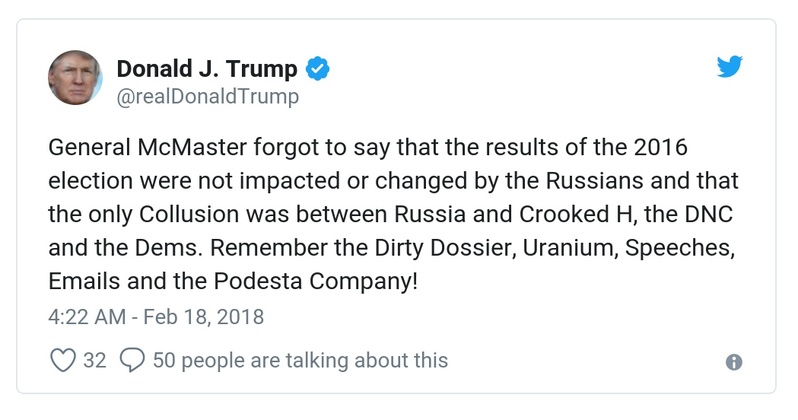 Donald J. Trump
@realDonaldTrump
General McMaster forgot to say that the results of the 2016
election were not impacted or changed by the Russians and that
the only Collusion was between Russia and Crooked H, the DNC
and the Dems. Remember the Dirty Dossier, Uranium, Speeches,
Emails and the Podesta Company!
4:22 AM - Feb 18, 2018
32 50 people are talking about this